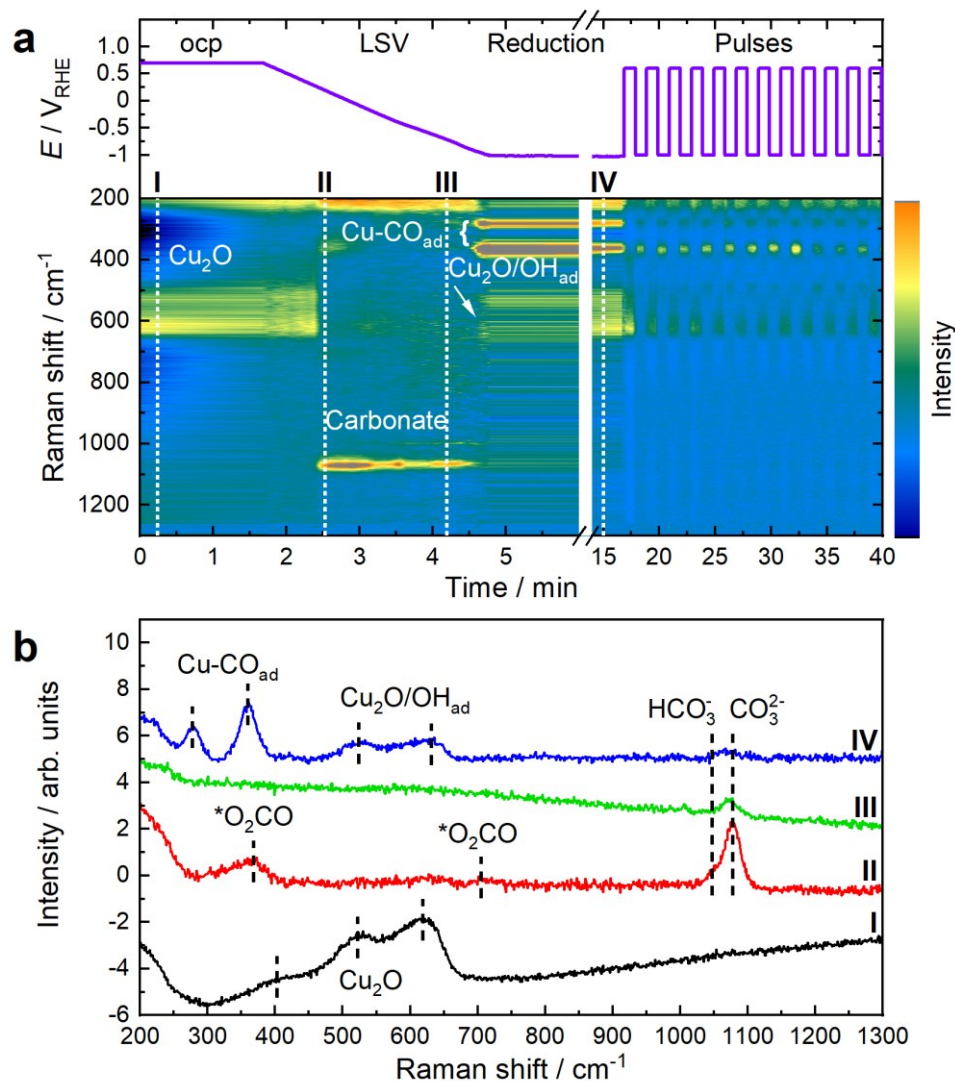 a
ocp LSV Reduction Pulses
E / V_RHE
1.0
0.5
0
-0.5
-1
I II III IV
Cu₂O
Cu-CO_ad
{
Cu₂O/OH_ad
Carbonate
Raman shift / cm⁻¹
200
400
600
800
1000
1200
Intensity
0 1 2 3 4 5 15 20 25 30 35 40
Time / min
b
Intensity / arb. units
10
8
6
4
2
0
-2
-4
-6
Cu-CO_ad
Cu₂O/OH_ad
HCO₃⁻ CO₃²⁻
IV
III
*O₂CO
*O₂CO
II
I
Cu₂O
200 300 400 500 600 700 800 900 1000 1100 1200 1300
Raman shift / cm⁻¹